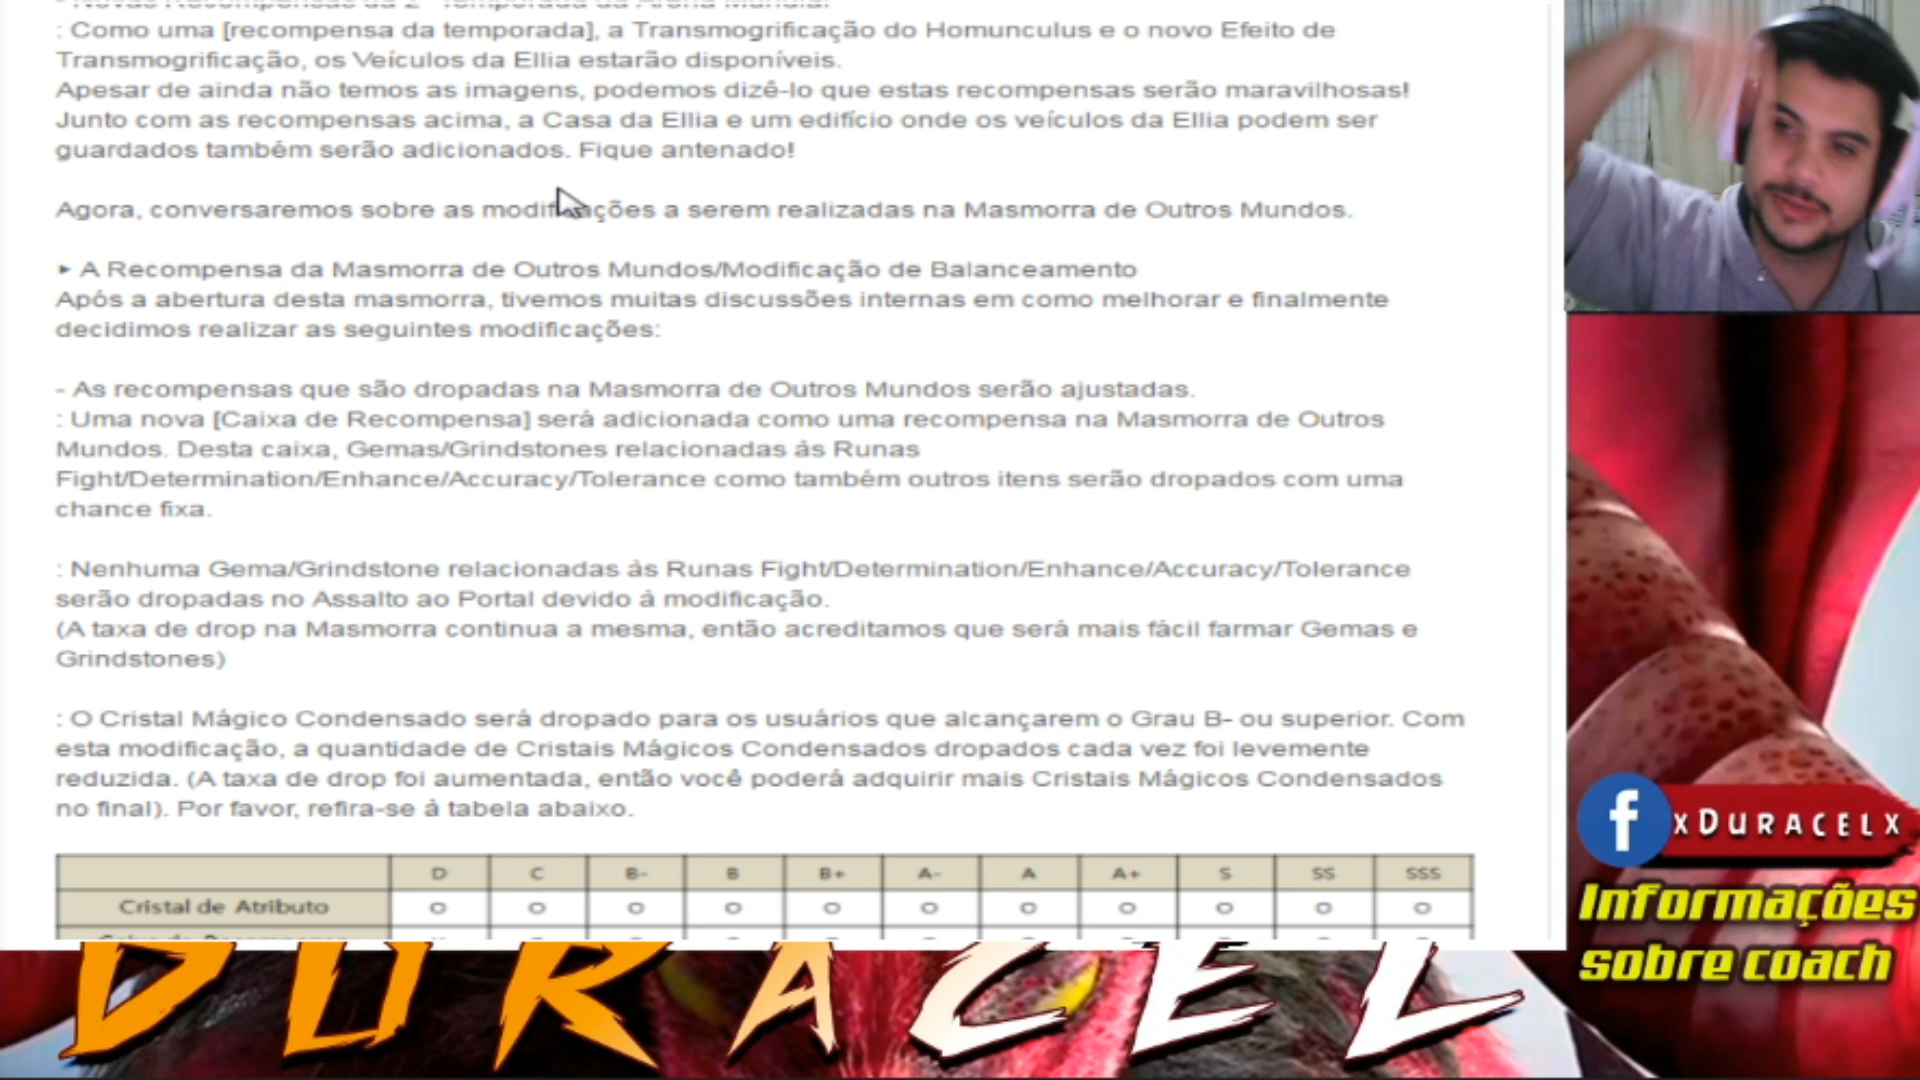 - Novas Recompensas da 2ª Temporada da Arena Mundial
: Como uma [recompensa da temporada], a Transmogrificação do Homunculus e o novo Efeito de
Transmogrificação, os Veículos da Ellia estarão disponíveis.
Apesar de ainda não temos as imagens, podemos dizê-lo que estas recompensas serão maravilhosas!
Junto com as recompensas acima, a Casa da Ellia e um edifício onde os veículos da Ellia podem ser
guardados também serão adicionados. Fique antenado!
Agora, conversaremos sobre as modificações a serem realizadas na Masmorra de Outros Mundos.
► A Recompensa da Masmorra de Outros Mundos/Modificação de Balanceamento
Após a abertura desta masmorra, tivemos muitas discussões internas em como melhorar e finalmente
decidimos realizar as seguintes modificações:
- As recompensas que são dropadas na Masmorra de Outros Mundos serão ajustadas.
: Uma nova [Caixa de Recompensa] será adicionada como uma recompensa na Masmorra de Outros
Mundos. Desta caixa, Gemas/Grindstones relacionadas ás Runas
Fight/Determination/Enhance/Accuracy/Tolerance como também outros itens serão dropados com uma
chance fixa.
: Nenhuma Gema/Grindstone relacionadas às Runas Fight/Determination/Enhance/Accuracy/Tolerance
serão dropadas no Assalto ao Portal devido à modificação.
(A taxa de drop na Masmorra continua a mesma, então acreditamos que será mais fácil farmar Gemas e
Grindstones)
: O Cristal Mágico Condensado será dropado para os usuários que alcançarem o Grau B- ou superior. Com
esta modificação, a quantidade de Cristais Mágicos Condensados dropados cada vez foi levemente
reduzida. (A taxa de drop foi aumentada, então você poderá adquirir mais Cristais Mágicos Condensados
no final). Por favor, refira-se à tabela abaixo.
D C B- B B+ A- A A+ S SS SSS
Cristal de Atributo O O O O O O O O O O O
Caixa de Recompensa
f xDURACELx
Informações
sobre coach
DURACEL